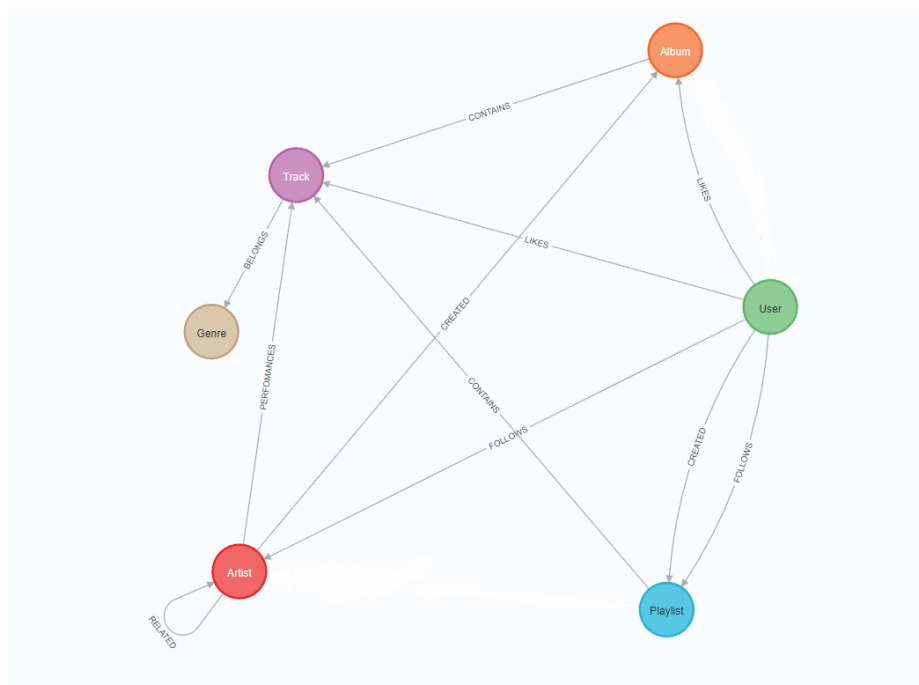 Album
CONTAINS
Track
LIKES
LIKES
BELONGS
User
CREATED
Genre
PERFOMANCES
CONTAINS
FOLLOWS
CREATED
FOLLOWS
Artist
Playlist
RELATED